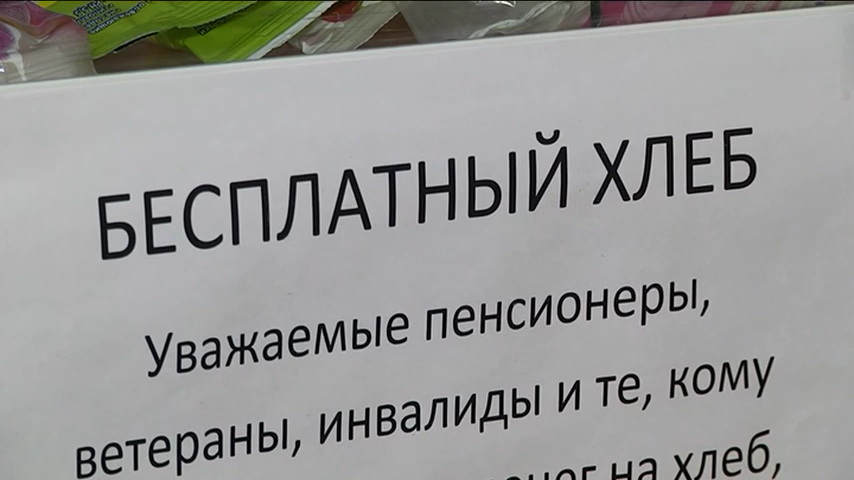 БЕСПЛАТНЫЙ ХЛЕБ
Уважаемые пенсионеры,
ветераны, инвалиды и те, кому
на хлеб,